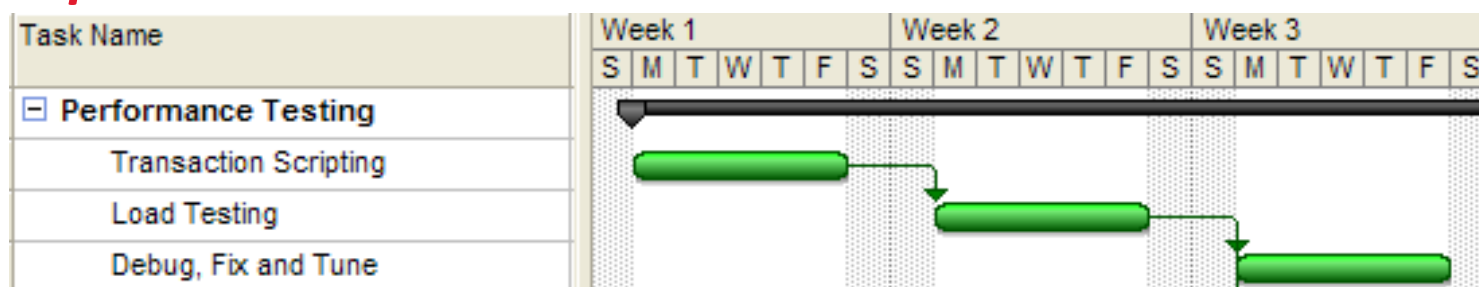 Task Name
Week 1 Week 2 Week 3
S M T W T F S S M T W T F S S M T W T F S
Performance Testing
Transaction Scripting
Load Testing
Debug, Fix and Tune